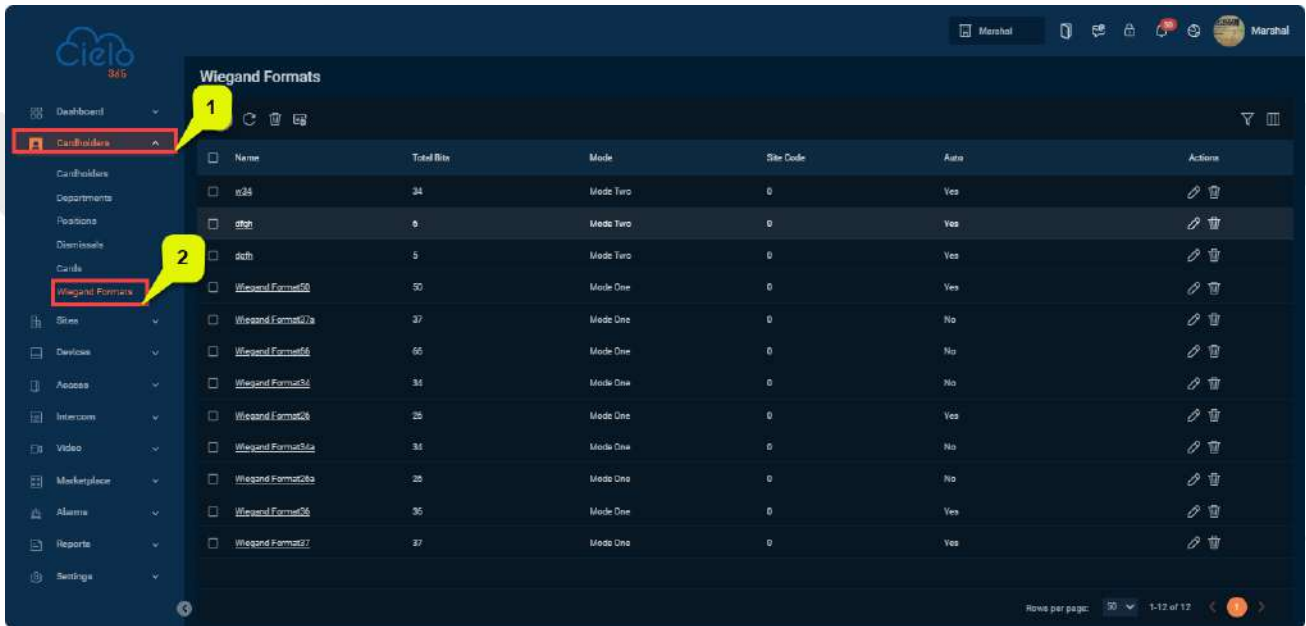 Cielo
365
Marshal
50
Marshal
Wiegand Formats
1
Dashboard
Cardholders
Cardholders
Departments
Positions
Dismissals
Cards
Wiegand Formats
2
Sites
Devices
Access
Intercom
Video
Marketplace
Alarms
Reports
Settings
Name Total Bits Mode Site Code Auto Actions
w34 34 Mode Two 0 Yes
dfgh 6 Mode Two 0 Yes
5 Mode Two 0 Yes
Wiegand Format50 50 Mode One 0 Yes
Wiegand Format37a 37 Mode One 0 No
Wiegand Format66 66 Mode One 0 No
Wiegand Format34 34 Mode One 0 No
Wiegand Format26 26 Mode One 0 Yes
Wiegand Format34a 34 Mode One 0 No
Wiegand Format26a 26 Mode One 0 No
Wiegand Format36 36 Mode One 0 Yes
Wiegand Format37 37 Mode One 0 Yes
Rows per page: 50 1-12 of 12 1